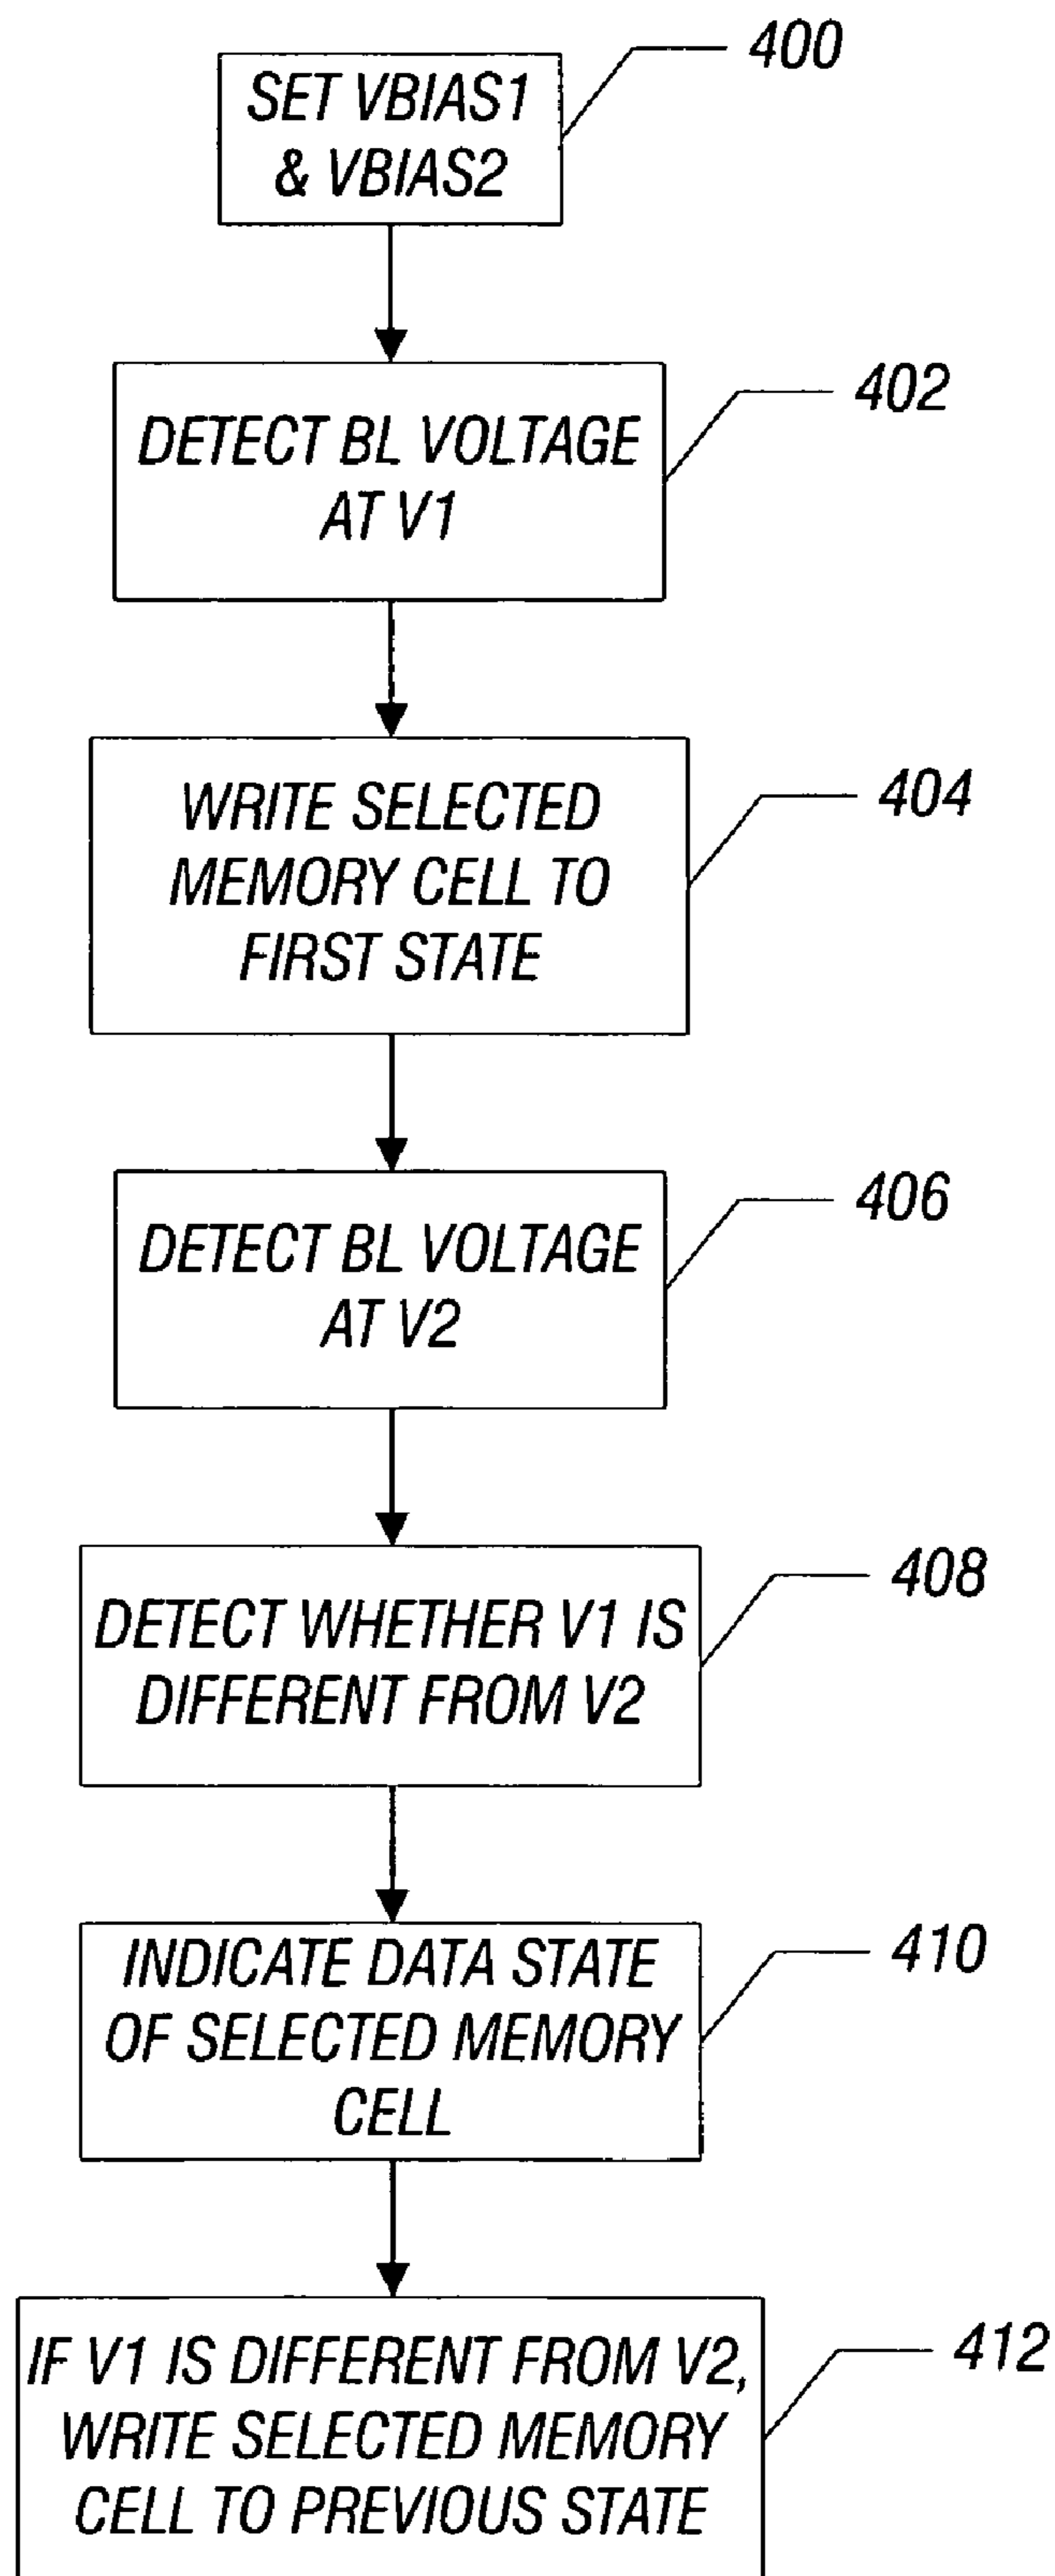 400
SET VBIAS1
& VBIAS2
402
DETECT BL VOLTAGE
AT V1
404
WRITE SELECTED
MEMORY CELL TO
FIRST STATE
406
DETECT BL VOLTAGE
AT V2
408
DETECT WHETHER V1 IS
DIFFERENT FROM V2
410
INDICATE DATA STATE
OF SELECTED MEMORY
CELL
412
IF V1 IS DIFFERENT FROM V2,
WRITE SELECTED MEMORY
CELL TO PREVIOUS STATE